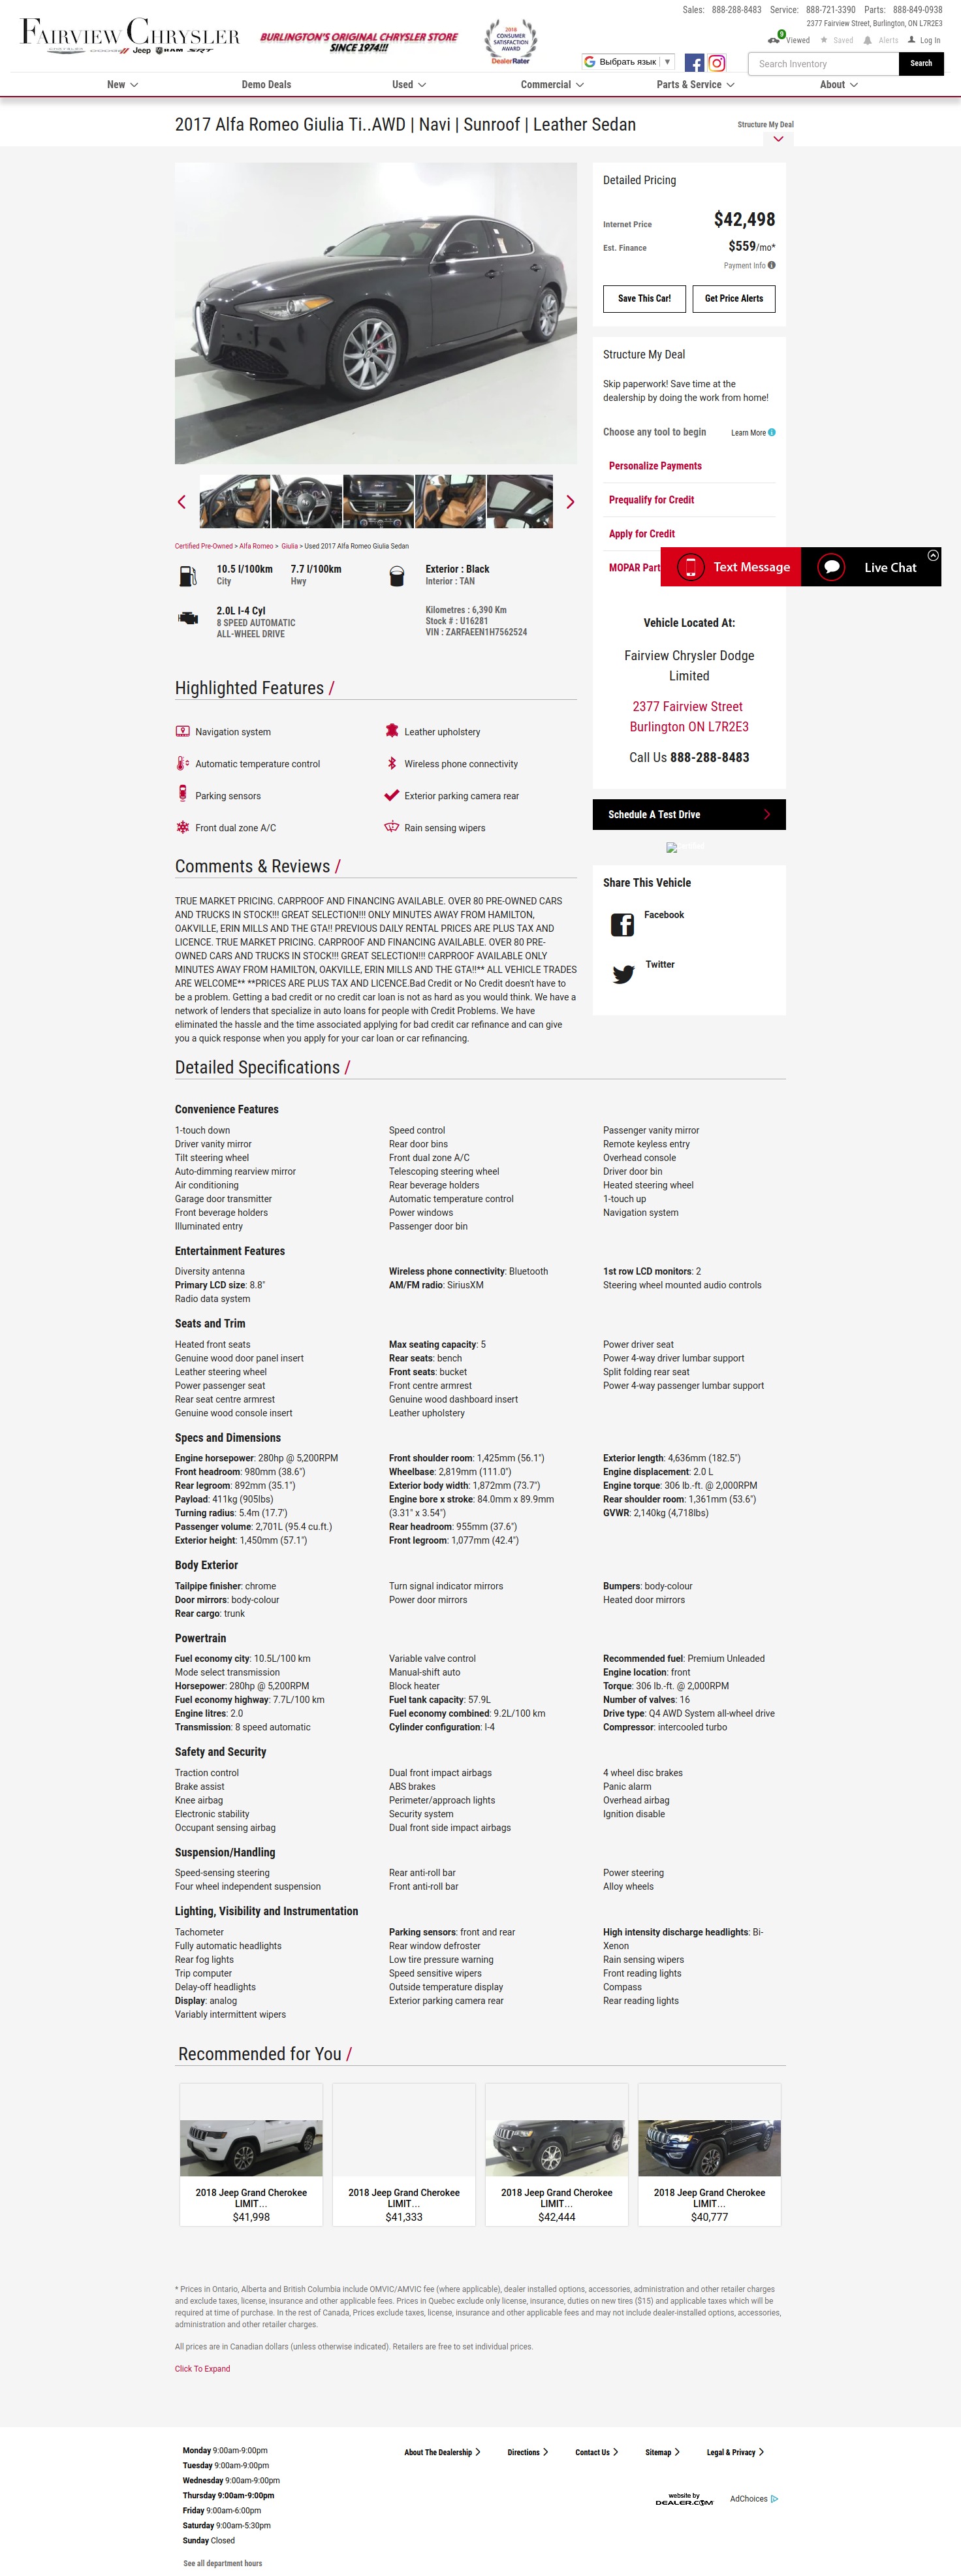 Sales: 888-288-8483 Service: 888-721-3390 Parts: 888-849-0938
2377 Fairview Street, Burlington, ON L7R2E3
FAIRVIEW CHRYSLER
CHRYSLER DODGE Jeep RAM SRT
BURLINGTON'S ORIGINAL CHRYSLER STORE
SINCE 1974!!!
2018
CONSUMER
SATISFACTION
AWARD
DealerRater
9 Viewed Saved Alerts Log In
Выбрать язык ▼
Search Inventory Search
New Demo Deals Used Commercial Parts & Service About
2017 Alfa Romeo Giulia Ti..AWD | Navi | Sunroof | Leather Sedan
Structure My Deal
Detailed Pricing
Internet Price $42,498
Est. Finance $559/mo*
Payment Info
Save This Car! Get Price Alerts
Structure My Deal
Skip paperwork! Save time at the
dealership by doing the work from home!
Choose any tool to begin Learn More
Personalize Payments
Prequalify for Credit
Apply for Credit
MOPAR Part
Text Message Live Chat
Vehicle Located At:
Fairview Chrysler Dodge
Limited
2377 Fairview Street
Burlington ON L7R2E3
Call Us 888-288-8483
Schedule A Test Drive
Share This Vehicle
Facebook
Twitter
Certified Pre-Owned > Alfa Romeo > Giulia > Used 2017 Alfa Romeo Giulia Sedan
10.5 l/100km 7.7 l/100km
City Hwy
Exterior : Black
Interior : TAN
2.0L I-4 Cyl
8 SPEED AUTOMATIC
ALL-WHEEL DRIVE
Kilometres : 6,390 Km
Stock # : U16281
VIN : ZARFAEEN1H7562524
Highlighted Features /
Navigation system Leather upholstery
Automatic temperature control Wireless phone connectivity
Parking sensors Exterior parking camera rear
Front dual zone A/C Rain sensing wipers
Comments & Reviews /
TRUE MARKET PRICING. CARPROOF AND FINANCING AVAILABLE. OVER 80 PRE-OWNED CARS
AND TRUCKS IN STOCK!!! GREAT SELECTION!!! ONLY MINUTES AWAY FROM HAMILTON,
OAKVILLE, ERIN MILLS AND THE GTA!! PREVIOUS DAILY RENTAL PRICES ARE PLUS TAX AND
LICENCE. TRUE MARKET PRICING. CARPROOF AND FINANCING AVAILABLE. OVER 80 PRE-
OWNED CARS AND TRUCKS IN STOCK!!! GREAT SELECTION!!! CARPROOF AVAILABLE ONLY
MINUTES AWAY FROM HAMILTON, OAKVILLE, ERIN MILLS AND THE GTA!!** ALL VEHICLE TRADES
ARE WELCOME** **PRICES ARE PLUS TAX AND LICENCE.Bad Credit or No Credit doesn't have to
be a problem. Getting a bad credit or no credit car loan is not as hard as you would think. We have a
network of lenders that specialize in auto loans for people with Credit Problems. We have
eliminated the hassle and the time associated applying for bad credit car refinance and can give
you a quick response when you apply for your car loan or car refinancing.
Detailed Specifications /
Convenience Features
1-touch down Speed control Passenger vanity mirror
Driver vanity mirror Rear door bins Remote keyless entry
Tilt steering wheel Front dual zone A/C Overhead console
Auto-dimming rearview mirror Telescoping steering wheel Driver door bin
Air conditioning Rear beverage holders Heated steering wheel
Garage door transmitter Automatic temperature control 1-touch up
Front beverage holders Power windows Navigation system
Illuminated entry Passenger door bin
Entertainment Features
Diversity antenna Wireless phone connectivity: Bluetooth 1st row LCD monitors: 2
Primary LCD size: 8.8" AM/FM radio: SiriusXM Steering wheel mounted audio controls
Radio data system
Seats and Trim
Heated front seats Max seating capacity: 5 Power driver seat
Genuine wood door panel insert Rear seats: bench Power 4-way driver lumbar support
Leather steering wheel Front seats: bucket Split folding rear seat
Power passenger seat Front centre armrest Power 4-way passenger lumbar support
Rear seat centre armrest Genuine wood dashboard insert
Genuine wood console insert Leather upholstery
Specs and Dimensions
Engine horsepower: 280hp @ 5,200RPM Front shoulder room: 1,425mm (56.1") Exterior length: 4,636mm (182.5")
Front headroom: 980mm (38.6") Wheelbase: 2,819mm (111.0") Engine displacement: 2.0 L
Rear legroom: 892mm (35.1") Exterior body width: 1,872mm (73.7") Engine torque: 306 lb.-ft. @ 2,000RPM
Payload: 411kg (905lbs) Engine bore x stroke: 84.0mm x 89.9mm Rear shoulder room: 1,361mm (53.6")
Turning radius: 5.4m (17.7') (3.31" x 3.54") GVWR: 2,140kg (4,718lbs)
Passenger volume: 2,701L (95.4 cu.ft.) Rear headroom: 955mm (37.6")
Exterior height: 1,450mm (57.1") Front legroom: 1,077mm (42.4")
Body Exterior
Tailpipe finisher: chrome Turn signal indicator mirrors Bumpers: body-colour
Door mirrors: body-colour Power door mirrors Heated door mirrors
Rear cargo: trunk
Powertrain
Fuel economy city: 10.5L/100 km Variable valve control Recommended fuel: Premium Unleaded
Mode select transmission Manual-shift auto Engine location: front
Horsepower: 280hp @ 5,200RPM Block heater Torque: 306 lb.-ft. @ 2,000RPM
Fuel economy highway: 7.7L/100 km Fuel tank capacity: 57.9L Number of valves: 16
Engine litres: 2.0 Fuel economy combined: 9.2L/100 km Drive type: Q4 AWD System all-wheel drive
Transmission: 8 speed automatic Cylinder configuration: I-4 Compressor: intercooled turbo
Safety and Security
Traction control Dual front impact airbags 4 wheel disc brakes
Brake assist ABS brakes Panic alarm
Knee airbag Perimeter/approach lights Overhead airbag
Electronic stability Security system Ignition disable
Occupant sensing airbag Dual front side impact airbags
Suspension/Handling
Speed-sensing steering Rear anti-roll bar Power steering
Four wheel independent suspension Front anti-roll bar Alloy wheels
Lighting, Visibility and Instrumentation
Tachometer Parking sensors: front and rear High intensity discharge headlights: Bi-
Fully automatic headlights Rear window defroster Xenon
Rear fog lights Low tire pressure warning Rain sensing wipers
Trip computer Speed sensitive wipers Front reading lights
Delay-off headlights Outside temperature display Compass
Display: analog Exterior parking camera rear Rear reading lights
Variably intermittent wipers
Recommended for You /
2018 Jeep Grand Cherokee 2018 Jeep Grand Cherokee 2018 Jeep Grand Cherokee 2018 Jeep Grand Cherokee
LIMIT... LIMIT... LIMIT... LIMIT...
$41,998 $41,333 $42,444 $40,777
* Prices in Ontario, Alberta and British Columbia include OMVIC/AMVIC fee (where applicable), dealer installed options, accessories, administration and other retailer charges
and exclude taxes, license, insurance and other applicable fees. Prices in Quebec exclude only license, insurance, duties on new tires ($15) and applicable taxes which will be
required at time of purchase. In the rest of Canada, Prices exclude taxes, license, insurance and other applicable fees and may not include dealer-installed options, accessories,
administration and other retailer charges.
All prices are in Canadian dollars (unless otherwise indicated). Retailers are free to set individual prices.
Click To Expand
Monday 9:00am-9:00pm
Tuesday 9:00am-9:00pm
Wednesday 9:00am-9:00pm
Thursday 9:00am-9:00pm
Friday 9:00am-6:00pm
Saturday 9:00am-5:30pm
Sunday Closed
See all department hours
About The Dealership Directions Contact Us Sitemap Legal & Privacy
website by
DEALER.COM
AdChoices